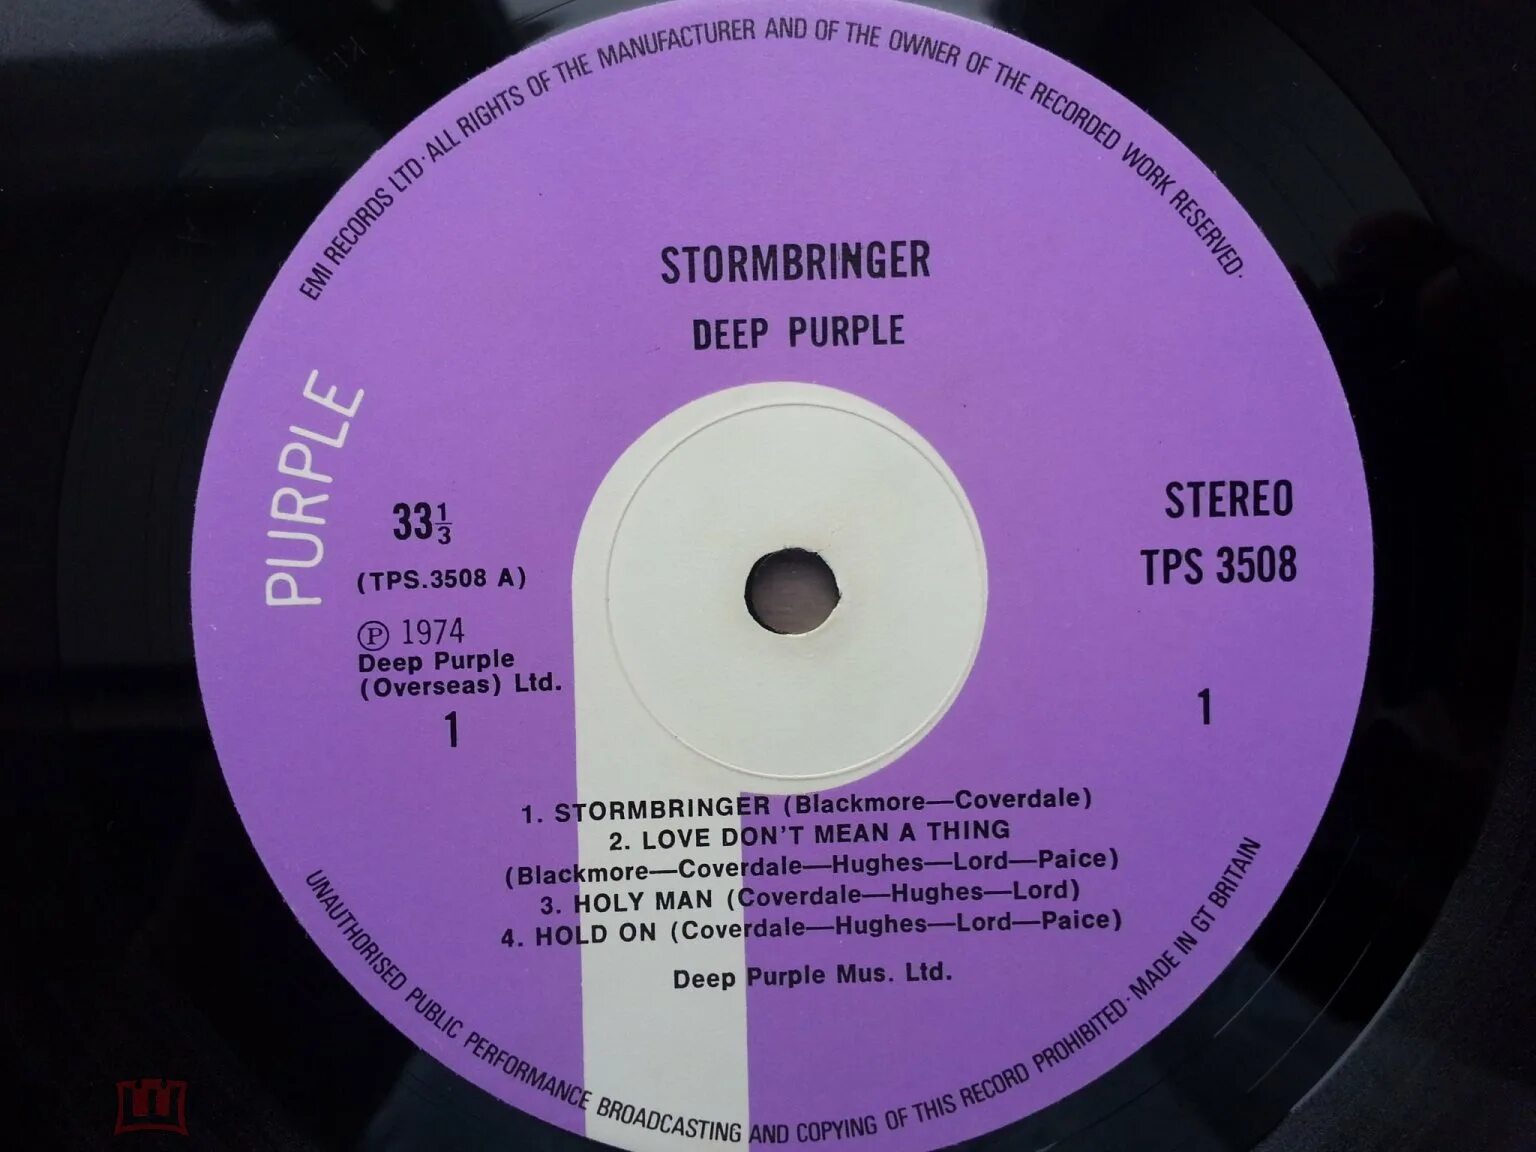 EMI RECORDS LTD · ALL RIGHTS OF THE MANUFACTURER AND OF THE OWNER OF THE RECORDED WORK RESERVED ·
STORMBRINGER
DEEP PURPLE
PURPLE
33⅓
(TPS.3508 A)
Ⓟ 1974
Deep Purple
(Overseas) Ltd.
1
STEREO
TPS 3508
1
1. STORMBRINGER (Blackmore—Coverdale)
2. LOVE DON'T MEAN A THING
(Blackmore—Coverdale—Hughes—Lord—Paice)
3. HOLY MAN (Coverdale—Hughes—Lord)
4. HOLD ON (Coverdale—Hughes—Lord—Paice)
Deep Purple Mus. Ltd.
UNAUTHORISED PUBLIC PERFORMANCE BROADCASTING AND COPYING OF THIS RECORD PROHIBITED · MADE IN GT BRITAIN